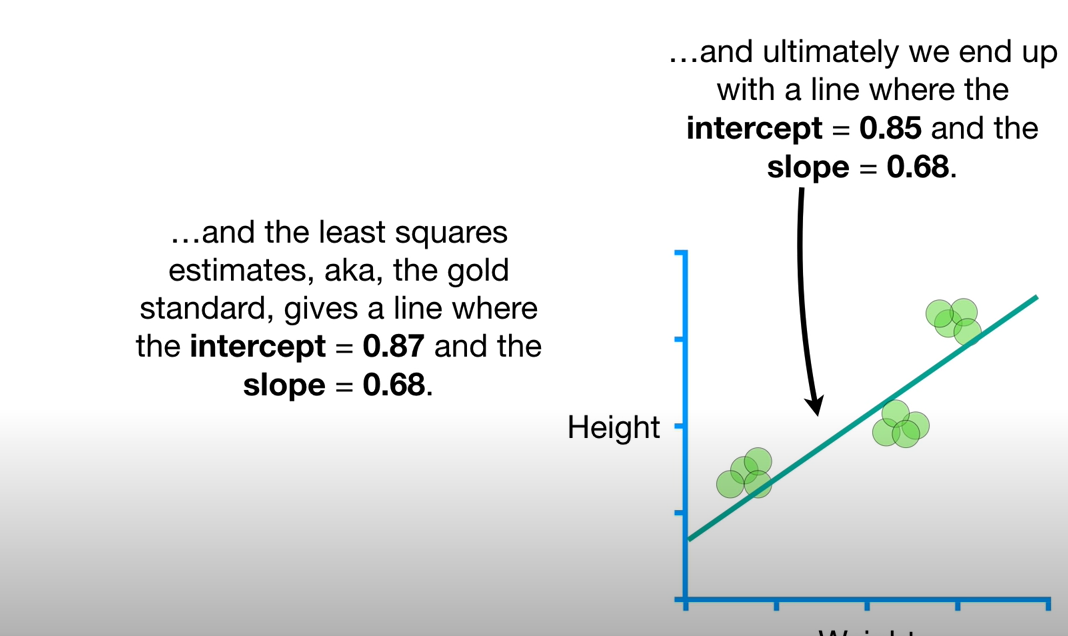 …and ultimately we end up
with a line where the
intercept = 0.85 and the
slope = 0.68.
…and the least squares
estimates, aka, the gold
standard, gives a line where
the intercept = 0.87 and the
slope = 0.68.
Height
Weight